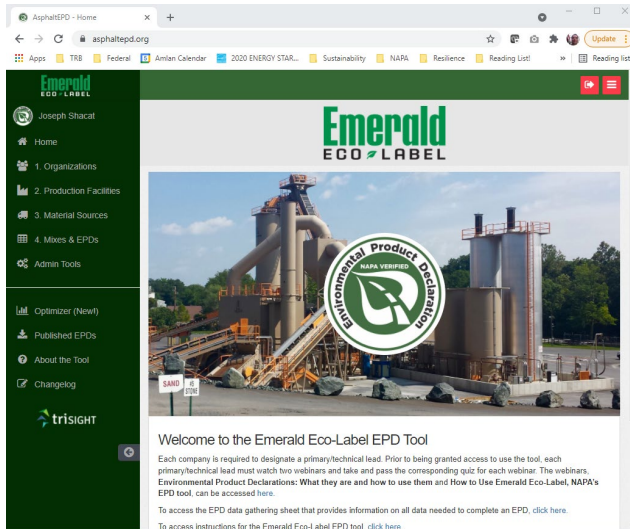 AsphaltEPD - Home
asphaltepd.org
Update
Apps TRB Federal Amlan Calendar 2020 ENERGY STAR... Sustainability NAPA Resilience Reading List! » Reading list
Emerald
ECO LABEL
Joseph Shacat
Home
1. Organizations
2. Production Facilities
3. Material Sources
4. Mixes & EPDs
Admin Tools
Optimizer (New!)
Published EPDs
About the Tool
Changelog
trisight
Emerald
ECO LABEL
Environmental Product Declaration
NAPA VERIFIED
SAND
#8
STONE
Welcome to the Emerald Eco-Label EPD Tool
Each company is required to designate a primary/technical lead. Prior to being granted access to use the tool, each
primary/technical lead must watch two webinars and take and pass the corresponding quiz for each webinar. The webinars,
Environmental Product Declarations: What they are and how to use them and How to Use Emerald Eco-Label, NAPA's
EPD tool, can be accessed here.
To access the EPD data gathering sheet that provides information on all data needed to complete an EPD, click here.
To access instructions for the Emerald Eco-Label EPD tool, click here.